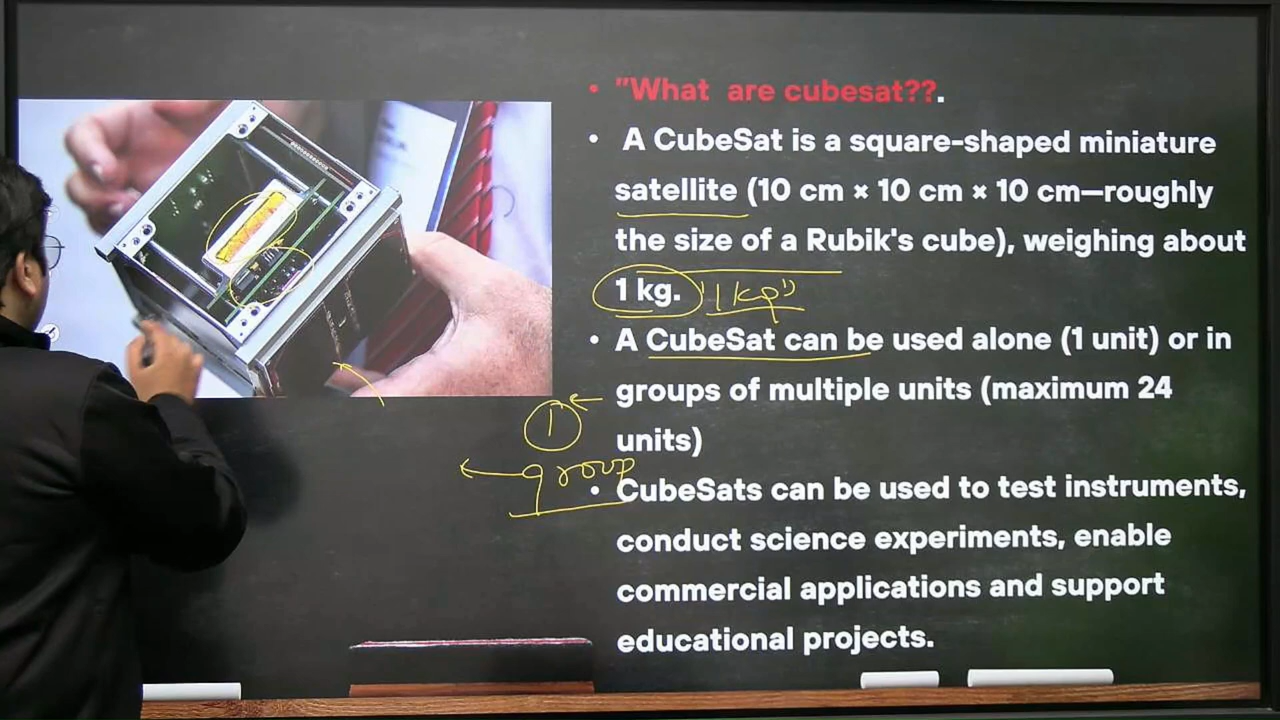 • "What are cubesat??.
• A CubeSat is a square-shaped miniature
satellite (10 cm × 10 cm × 10 cm—roughly
the size of a Rubik's cube), weighing about
1 kg. "1 kg"
• A CubeSat can be used alone (1 unit) or in
groups of multiple units (maximum 24
units)
1
group
• CubeSats can be used to test instruments,
conduct science experiments, enable
commercial applications and support
educational projects.